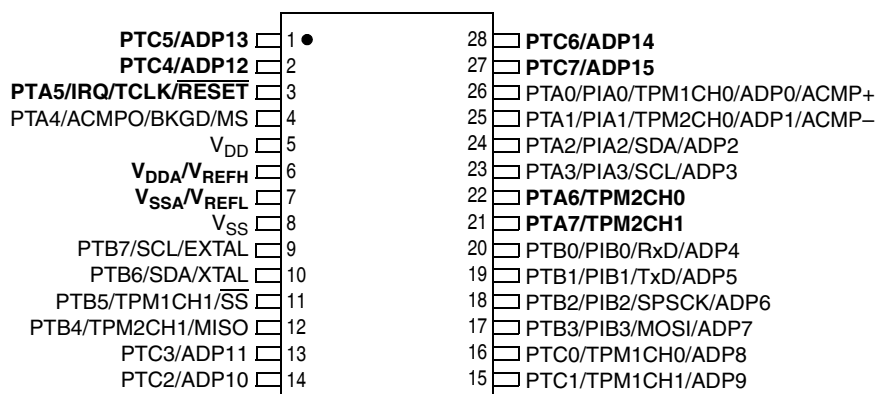 PTC5/ADP13 1 28 PTC6/ADP14
PTC4/ADP12 2 27 PTC7/ADP15
PTA5/IRQ/TCLK/RESET 3 26 PTA0/PIA0/TPM1CH0/ADP0/ACMP+
PTA4/ACMPO/BKGD/MS 4 25 PTA1/PIA1/TPM2CH0/ADP1/ACMP–
VDD 5 24 PTA2/PIA2/SDA/ADP2
VDDA/VREFH 6 23 PTA3/PIA3/SCL/ADP3
VSSA/VREFL 7 22 PTA6/TPM2CH0
VSS 8 21 PTA7/TPM2CH1
PTB7/SCL/EXTAL 9 20 PTB0/PIB0/RxD/ADP4
PTB6/SDA/XTAL 10 19 PTB1/PIB1/TxD/ADP5
PTB5/TPM1CH1/SS 11 18 PTB2/PIB2/SPSCK/ADP6
PTB4/TPM2CH1/MISO 12 17 PTB3/PIB3/MOSI/ADP7
PTC3/ADP11 13 16 PTC0/TPM1CH0/ADP8
PTC2/ADP10 14 15 PTC1/TPM1CH1/ADP9